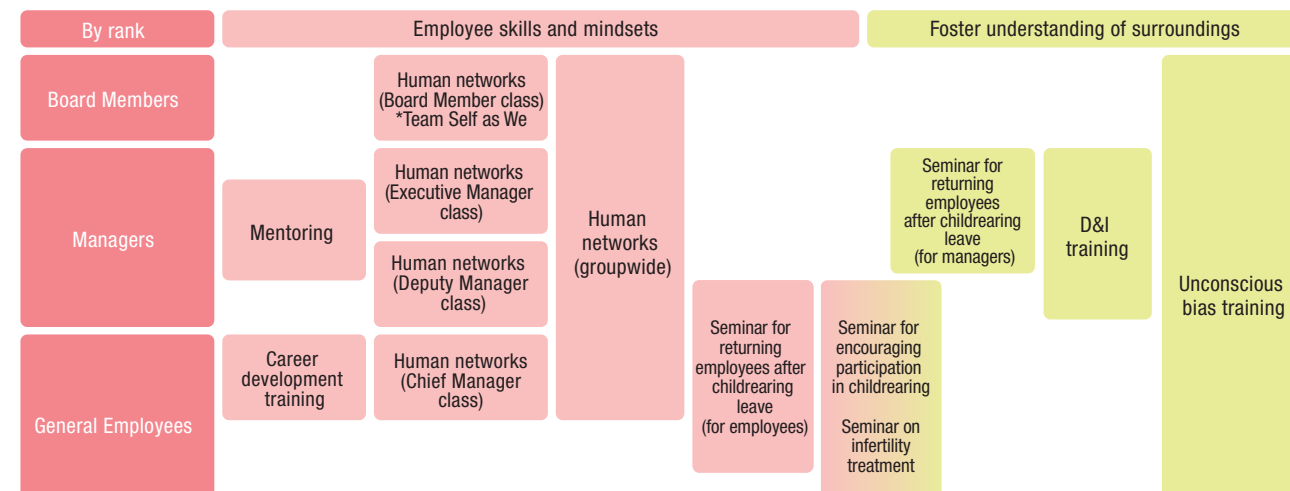 By rank
Employee skills and mindsets
Foster understanding of surroundings
Board Members
Managers
General Employees
Mentoring
Career
development
training
Human networks
(Board Member class)
*Team Self as We
Human networks
(Executive Manager
class)
Human networks
(Deputy Manager
class)
Human networks
(Chief Manager
class)
Human
networks
(groupwide)
Seminar for
returning
employees after
childrearing
leave
(for employees)
Seminar for
encouraging
participation
in childrearing
Seminar on
infertility
treatment
Seminar for
returning
employees
after childrearing
leave
(for managers)
D&I
training
Unconscious
bias training